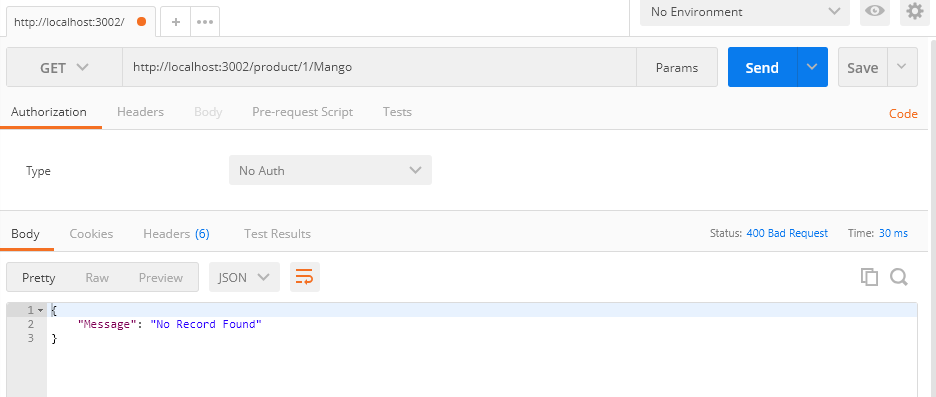 http://localhost:3002/ + ••• No Environment
GET http://localhost:3002/product/1/Mango Params Send Save
Authorization Headers Body Pre-request Script Tests Code
Type No Auth
Body Cookies Headers (6) Test Results Status: 400 Bad Request Time: 30 ms
Pretty Raw Preview JSON
1 {
2 "Message": "No Record Found"
3 }